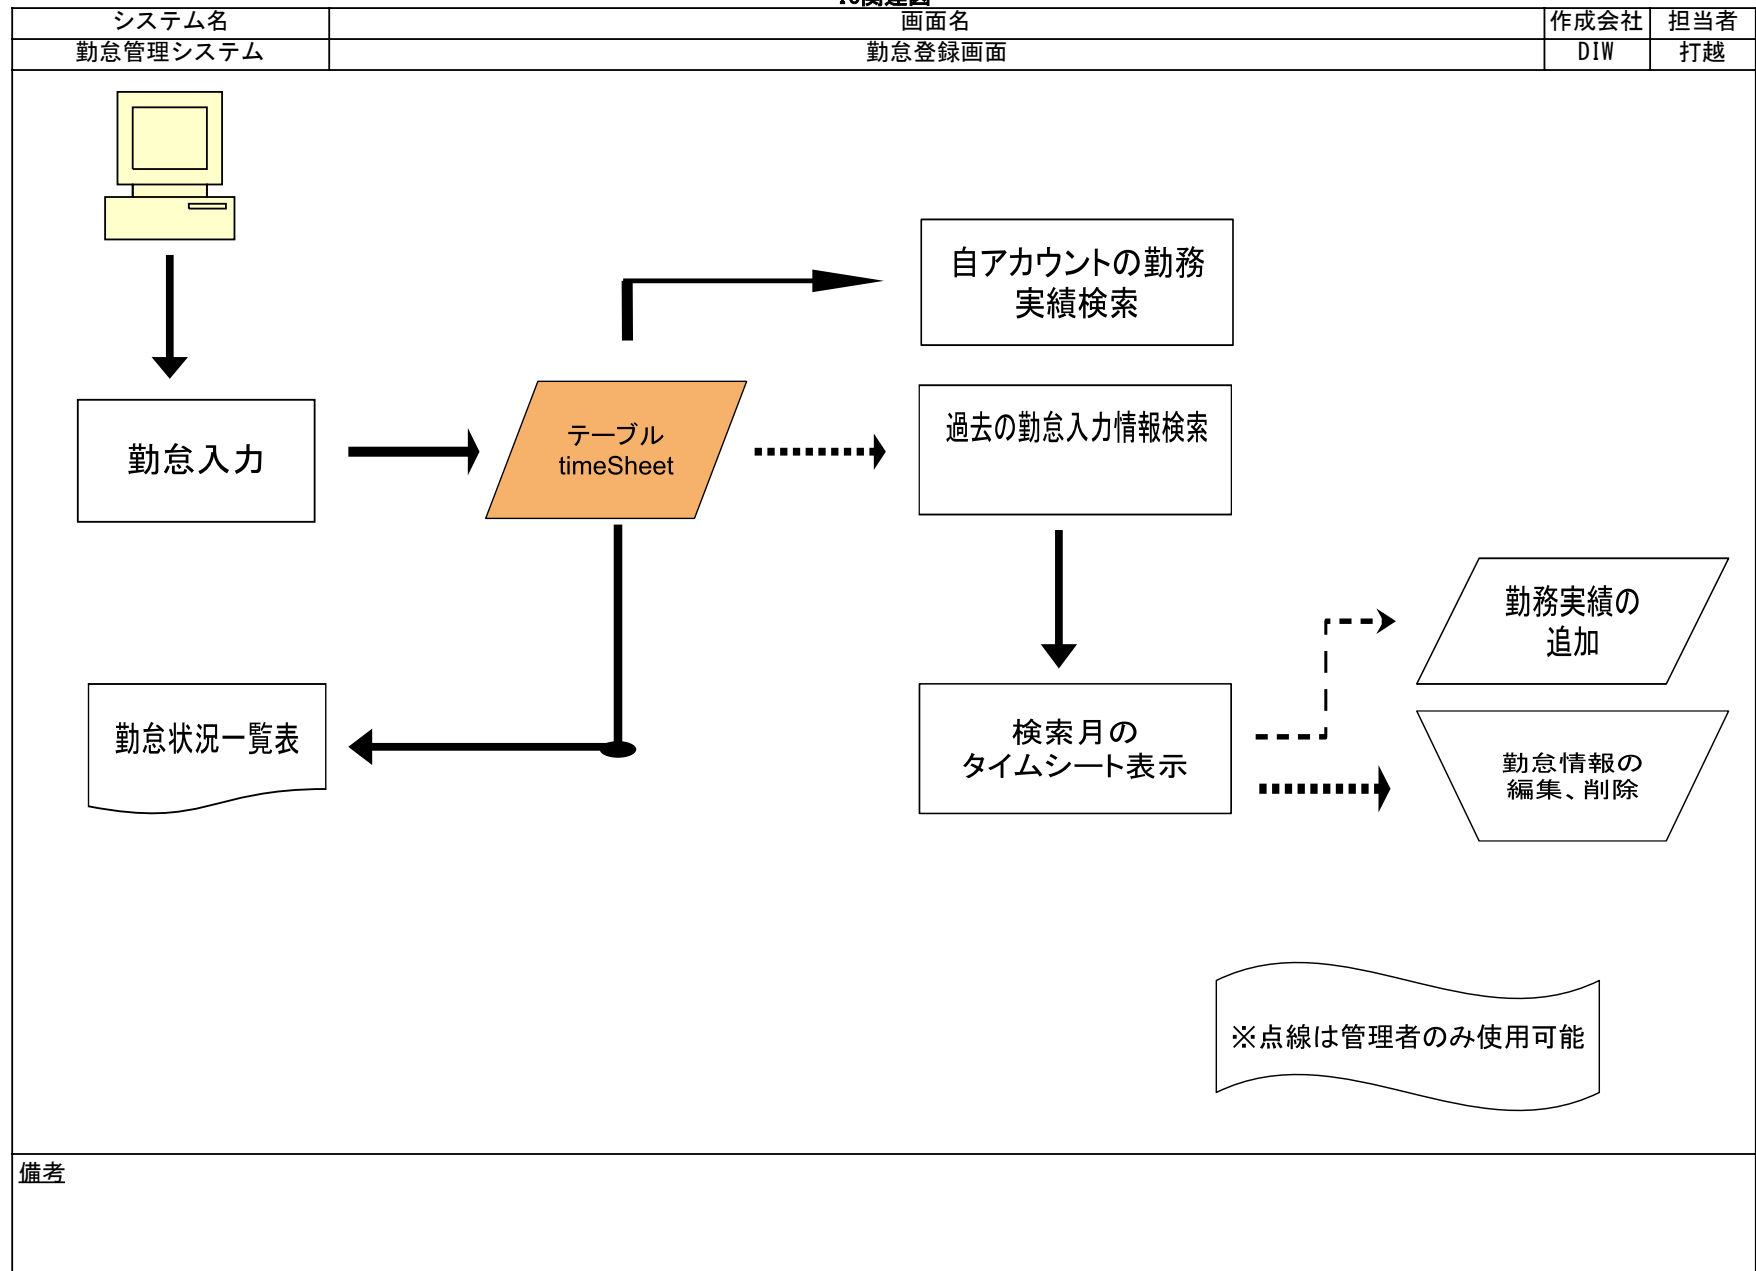 システム名
画面名
作成会社
担当者
勤怠管理システム
勤怠登録画面
DIW
打越
自アカウントの勤務
実績検索
過去の勤怠入力情報検索
テーブル
timeSheet
勤怠入力
勤務実績の
追加
勤怠状況一覧表
検索月の
タイムシート表示
勤怠情報の
編集、削除
※点線は管理者のみ使用可能
備考